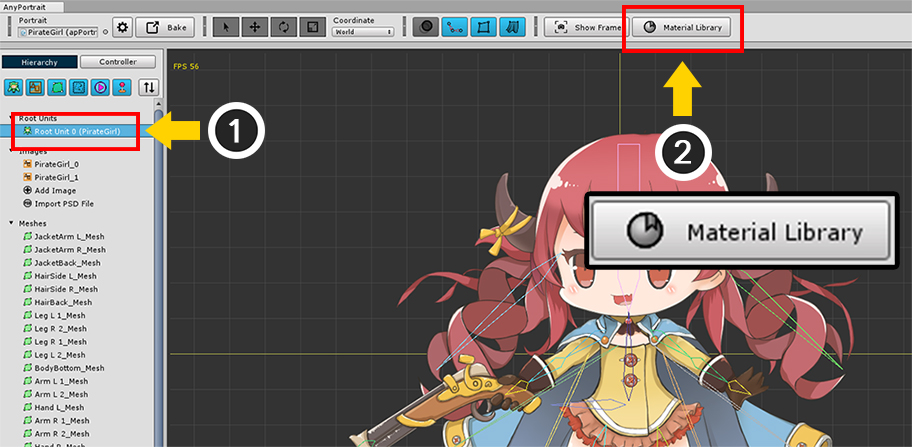 AnyPortrait
Portrait
PirateGirl (apPortr
Bake
Coordinate
World
Show Frame
Material Library
Hierarchy
Controller
FPS 56
Root Units
Root Unit 0 (PirateGirl)
1
2
Images
PirateGirl_0
PirateGirl_1
Add Image
Import PSD File
Material Library
Meshes
JacketArm L_Mesh
JacketArm R_Mesh
JacketBack_Mesh
HairSide L_Mesh
HairSide R_Mesh
HairBack_Mesh
Leg L 1_Mesh
Leg R 2_Mesh
Leg R 1_Mesh
Leg L 2_Mesh
BodyBottom_Mesh
Arm L 1_Mesh
Arm L 2_Mesh
Hand L_Mesh
Arm R 1_Mesh
Arm R 2_Mesh